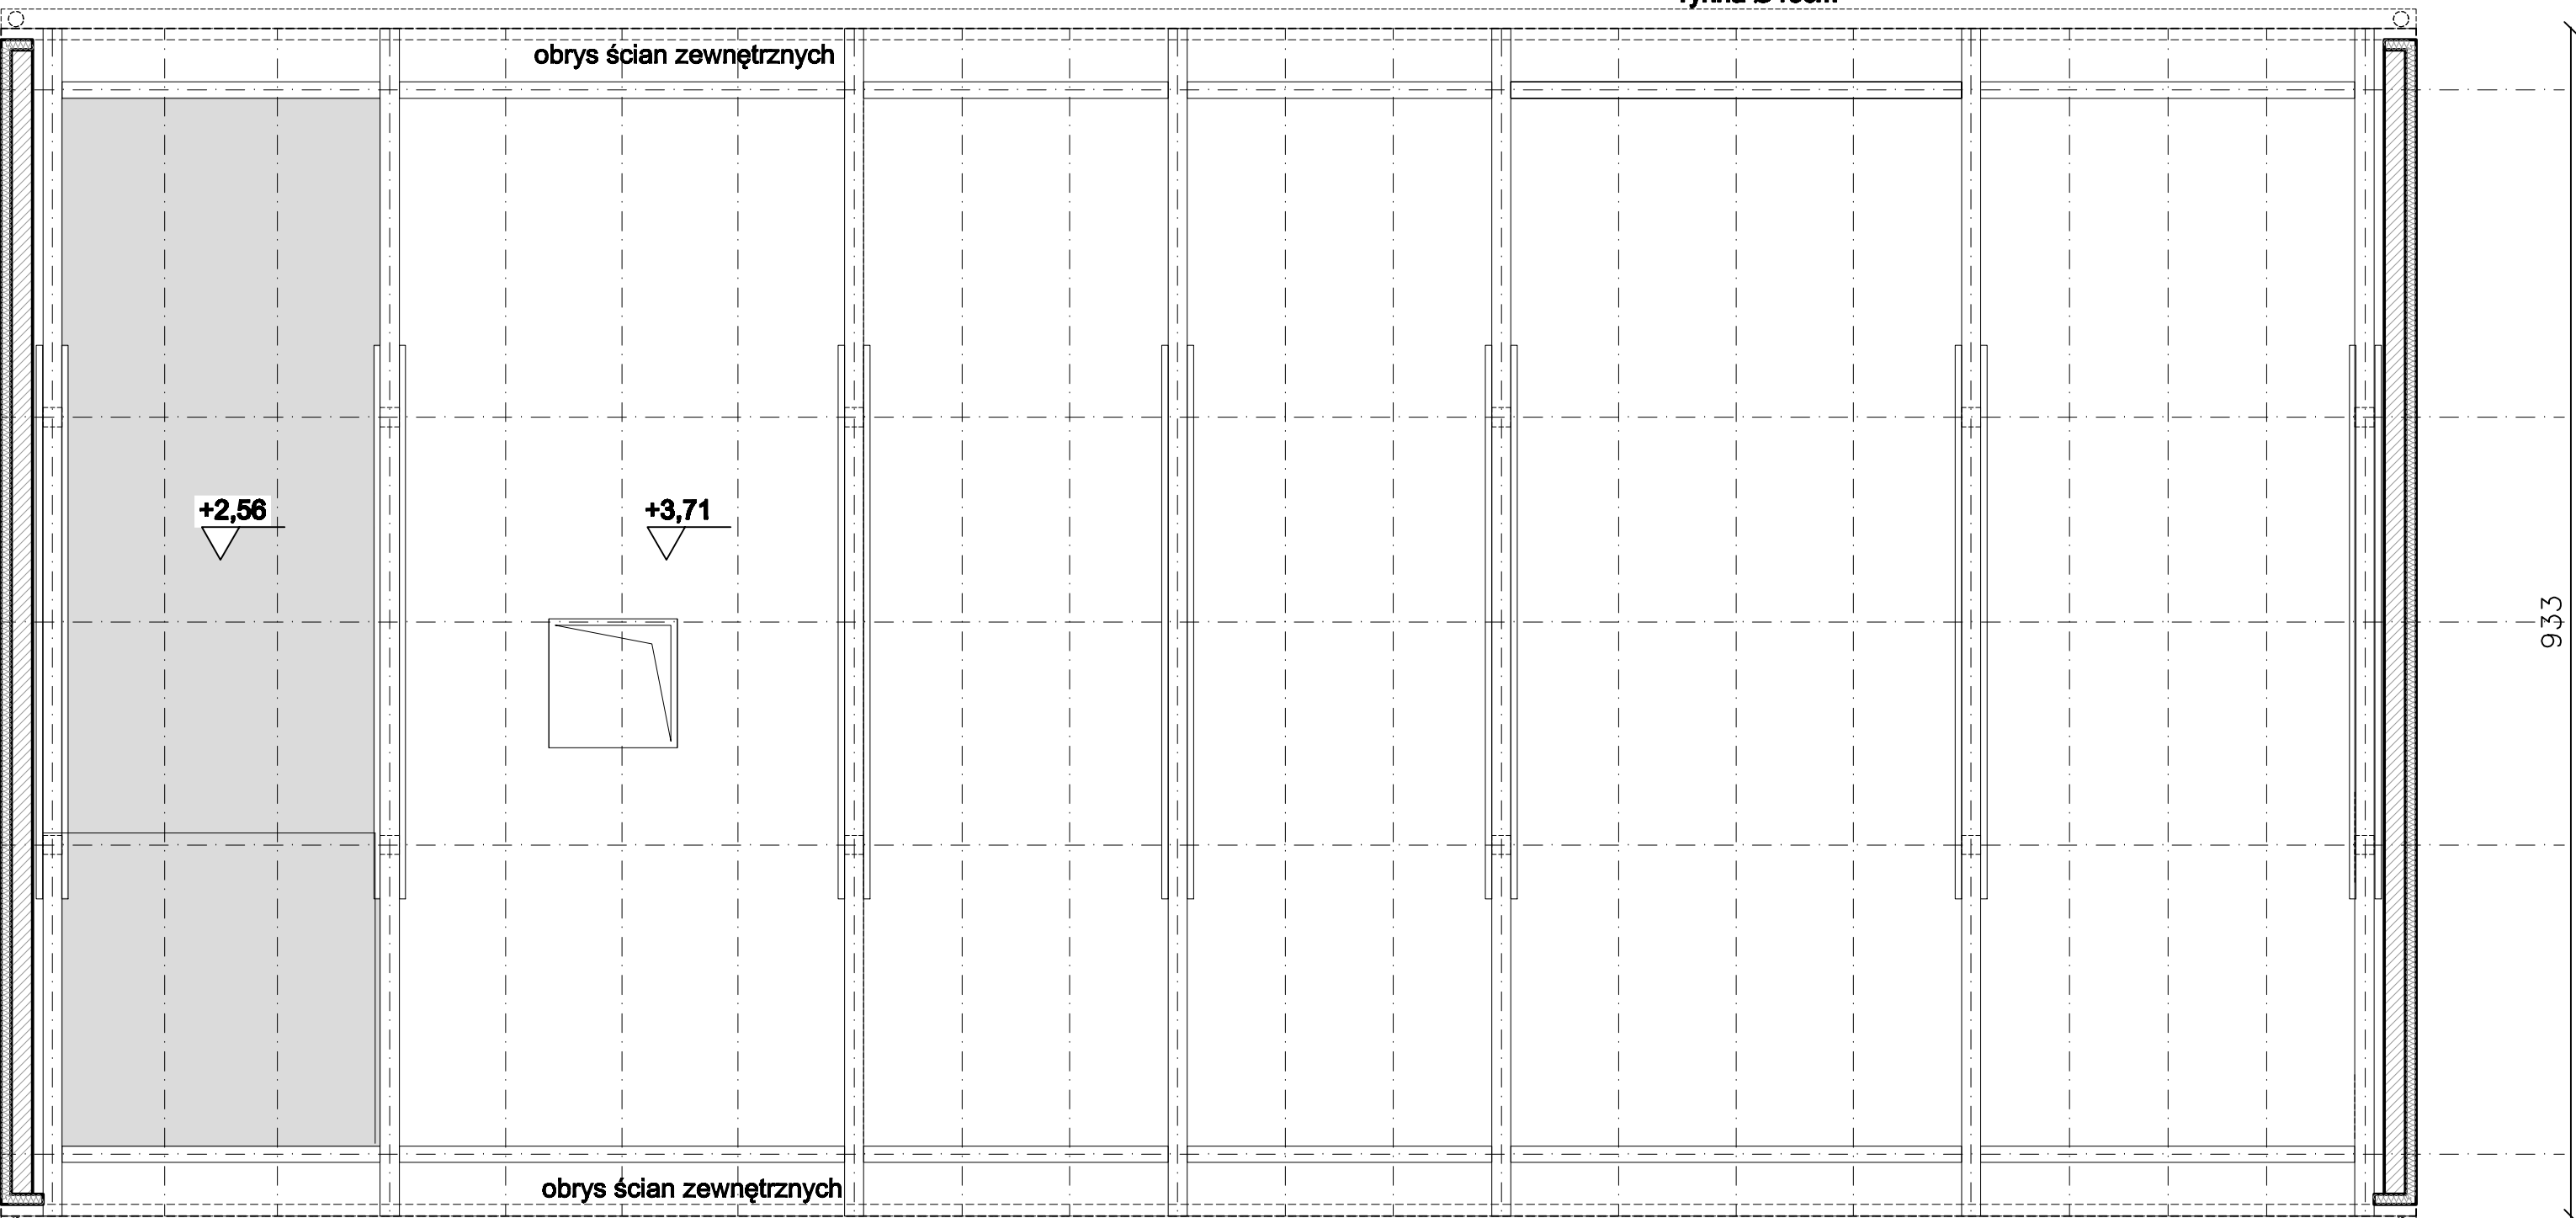 obrys ścian zewnętrznych
+2,56
+3,71
933
obrys ścian zewnętrznych